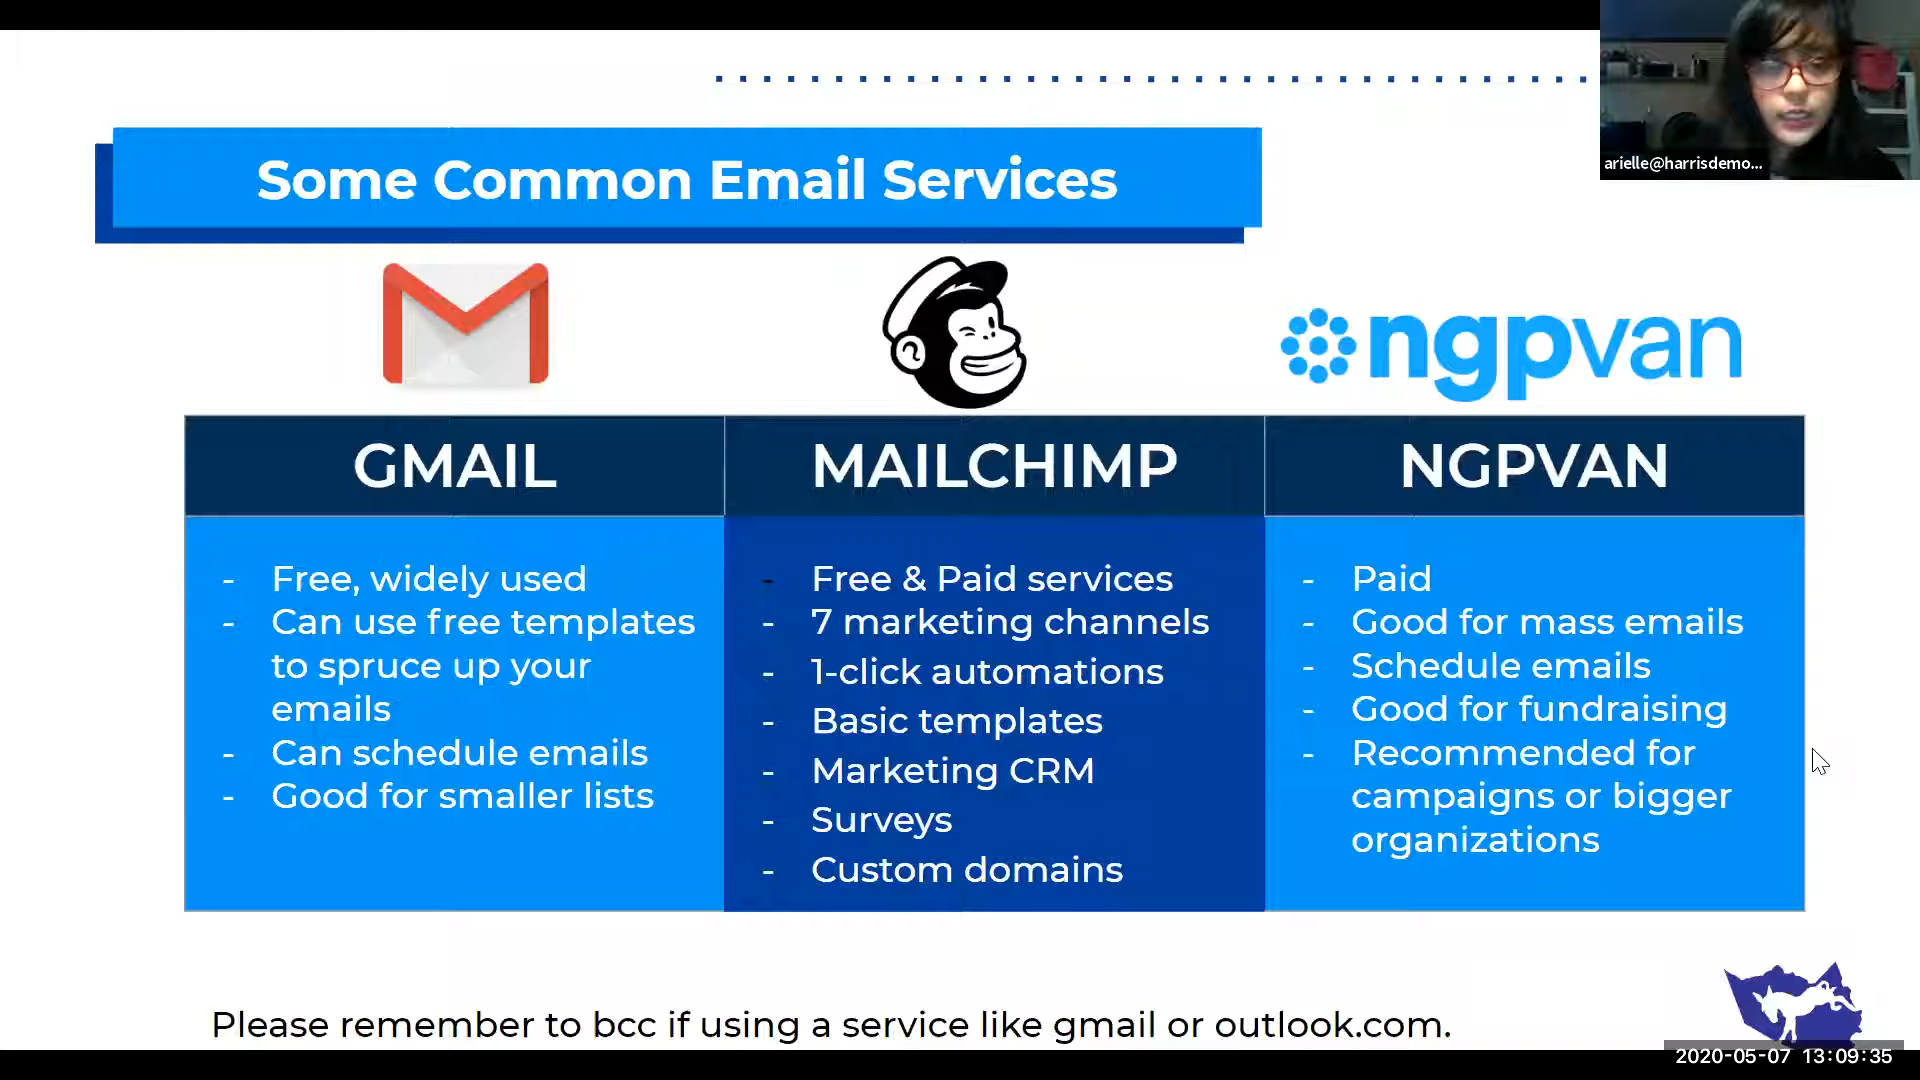 arielle@harrisdemo...
Some Common Email Services
ngpvan
GMAIL
MAILCHIMP
NGPVAN
- Free, widely used
- Can use free templates
to spruce up your
emails
- Can schedule emails
- Good for smaller lists
- Free & Paid services
- 7 marketing channels
- 1-click automations
- Basic templates
- Marketing CRM
- Surveys
- Custom domains
- Paid
- Good for mass emails
- Schedule emails
- Good for fundraising
- Recommended for
campaigns or bigger
organizations
Please remember to bcc if using a service like gmail or outlook.com.
2020-05-07 13:09:35